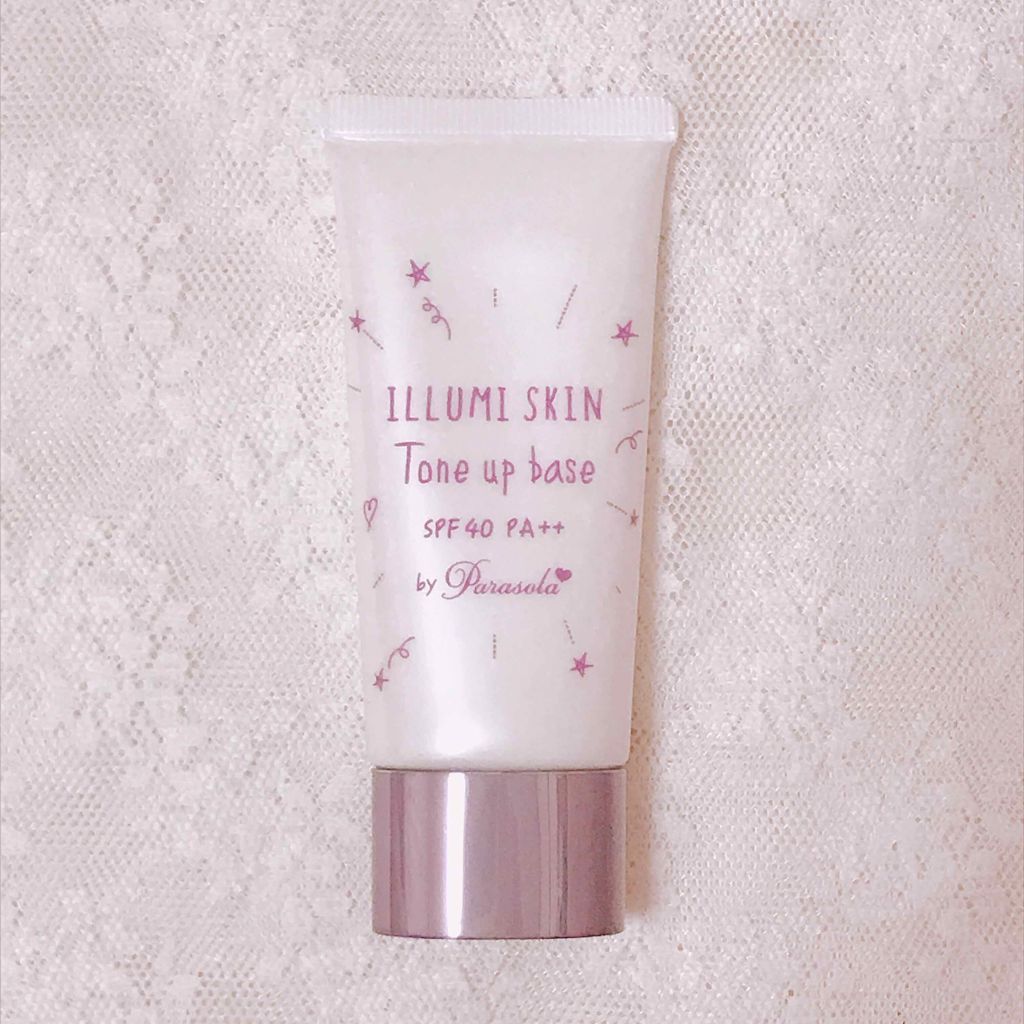 ILLUMI SKIN
Tone up base
SPF40 PA++
by Parasola